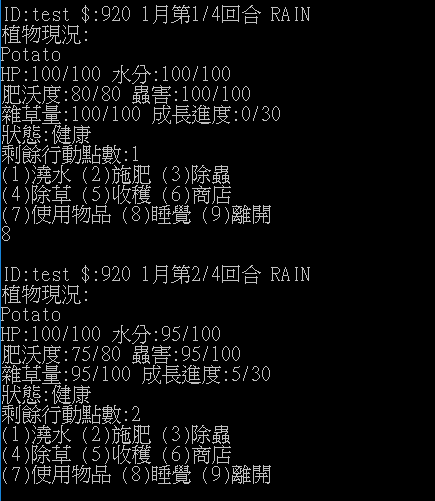 ID:test $:920 1月第1/4回合 RAIN
植物現況:
Potato
HP:100/100 水分:100/100
肥沃度:80/80 蟲害:100/100
雜草量:100/100 成長進度:0/30
狀態:健康
剩餘行動點數:1
(1)澆水 (2)施肥 (3)除蟲
(4)除草 (5)收穫 (6)商店
(7)使用物品 (8)睡覺 (9)離開
8
ID:test $:920 1月第2/4回合 RAIN
植物現況:
Potato
HP:100/100 水分:95/100
肥沃度:75/80 蟲害:95/100
雜草量:95/100 成長進度:5/30
狀態:健康
剩餘行動點數:2
(1)澆水 (2)施肥 (3)除蟲
(4)除草 (5)收穫 (6)商店
(7)使用物品 (8)睡覺 (9)離開